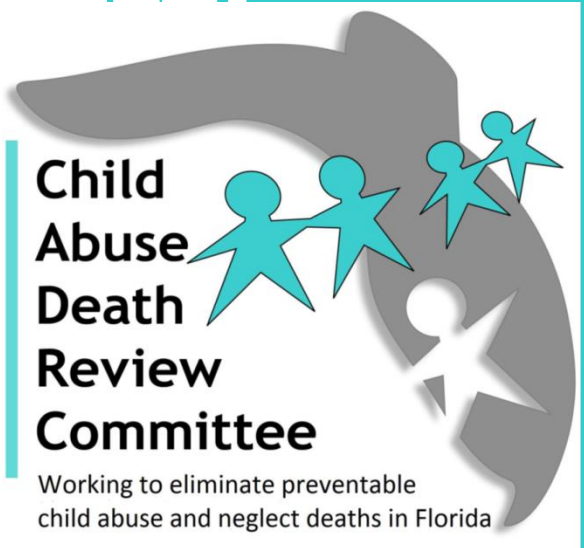 Child
Abuse
Death
Review
Committee
Working to eliminate preventable
child abuse and neglect deaths in Florida